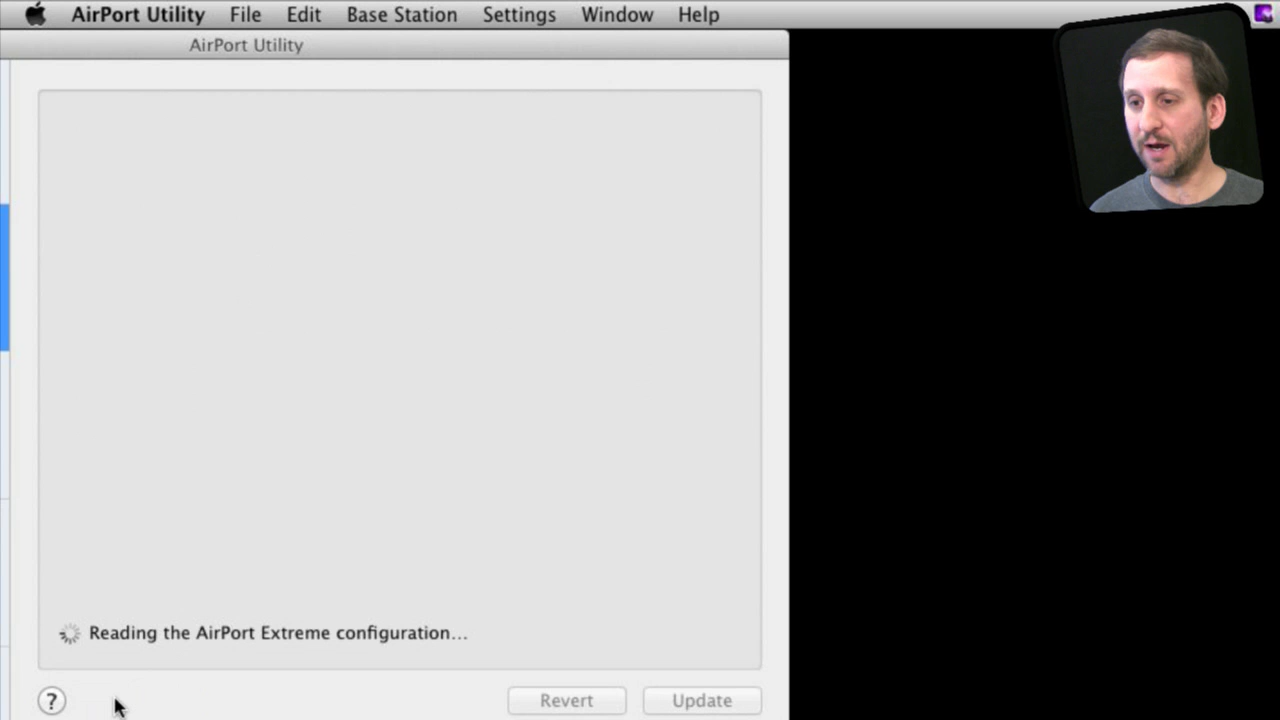 AirPort Utility File Edit Base Station Settings Window Help
AirPort Utility
Reading the AirPort Extreme configuration...
? Revert Update